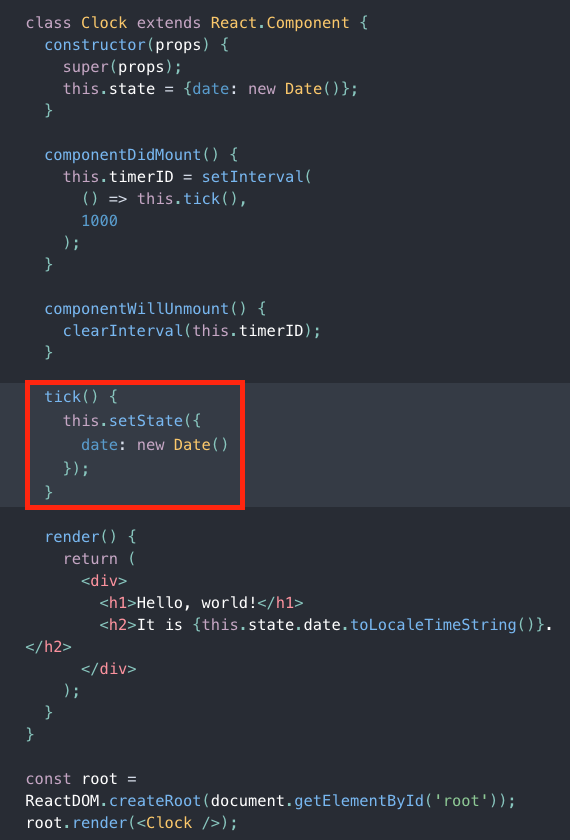 class Clock extends React.Component {
  constructor(props) {
    super(props);
    this.state = {date: new Date()};
  }

  componentDidMount() {
    this.timerID = setInterval(
      () => this.tick(),
      1000
    );
  }

  componentWillUnmount() {
    clearInterval(this.timerID);
  }

  tick() {
    this.setState({
      date: new Date()
    });
  }

  render() {
    return (
      <div>
        <h1>Hello, world!</h1>
        <h2>It is {this.state.date.toLocaleTimeString()}.
</h2>
      </div>
    );
  }
}

const root =
ReactDOM.createRoot(document.getElementById('root'));
root.render(<Clock />);